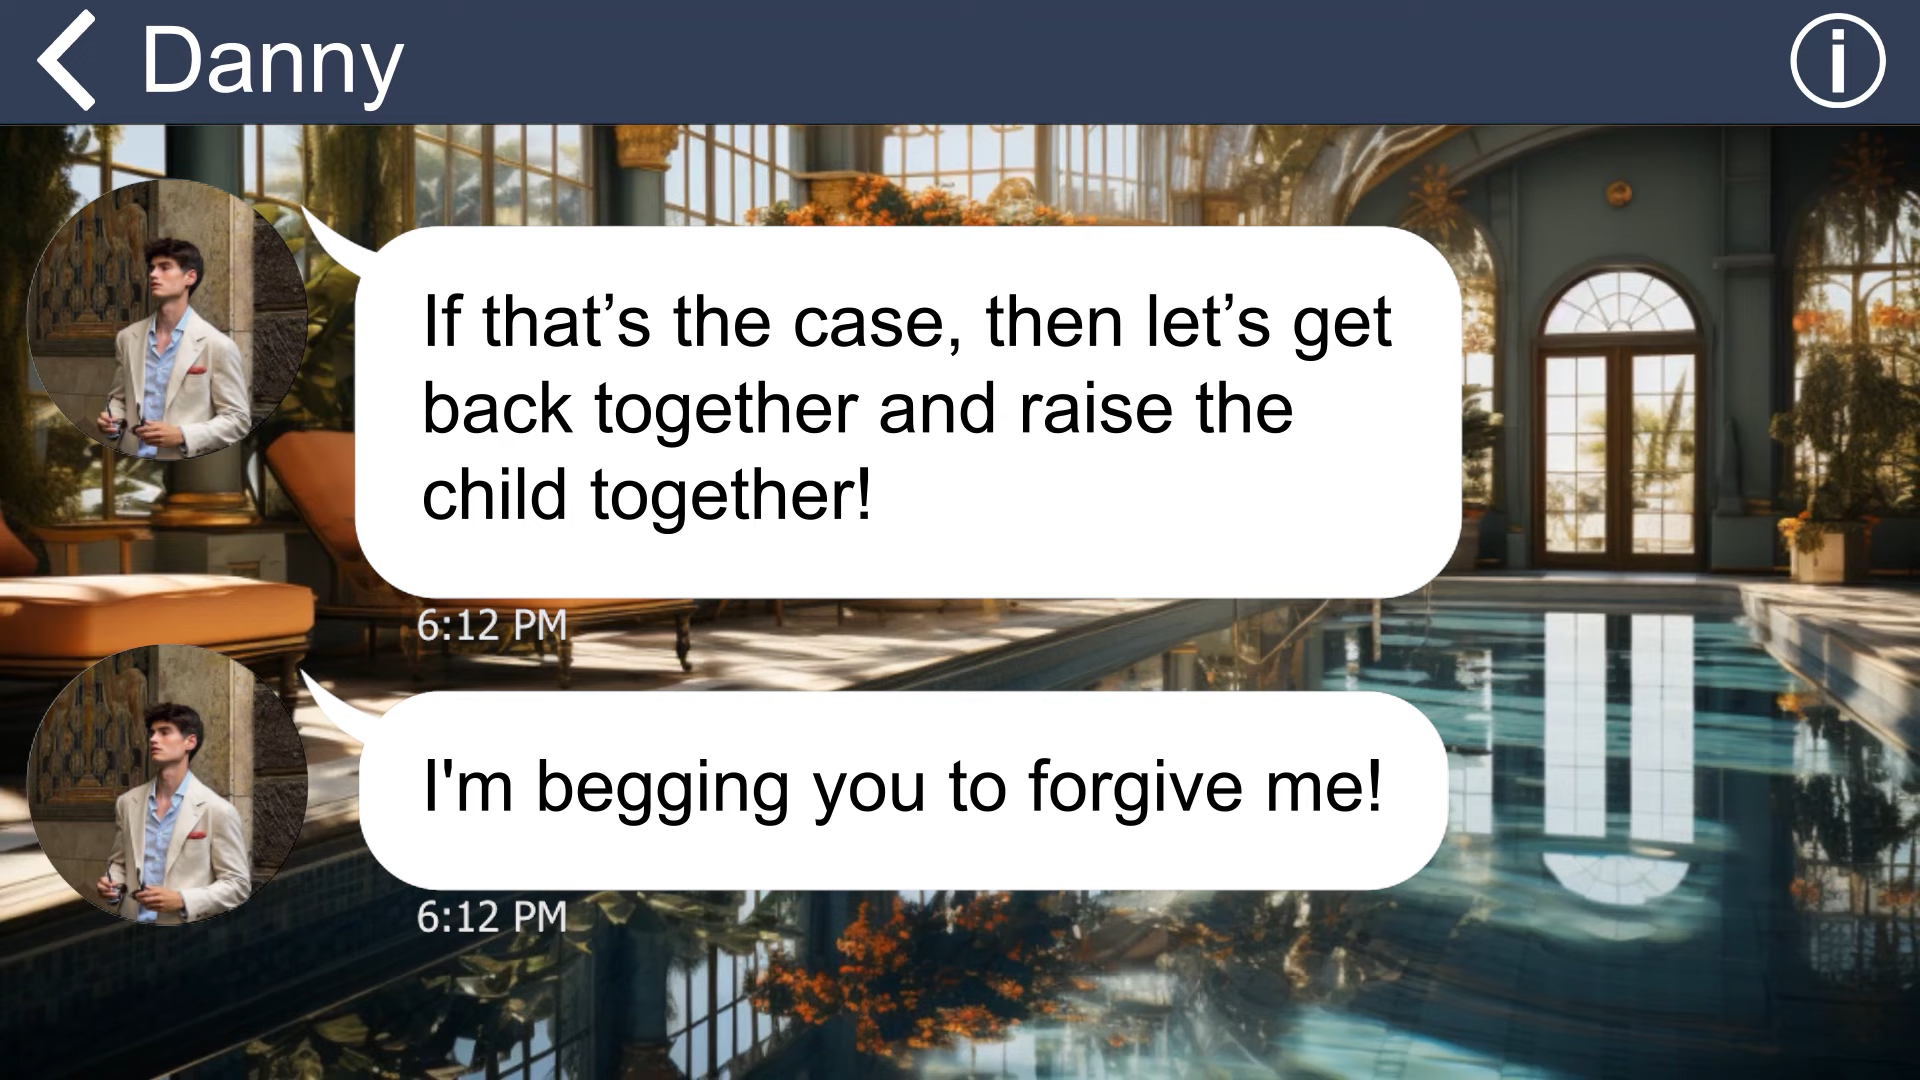 Danny
If that’s the case, then let’s get
back together and raise the
child together!
6:12 PM
I'm begging you to forgive me!
6:12 PM